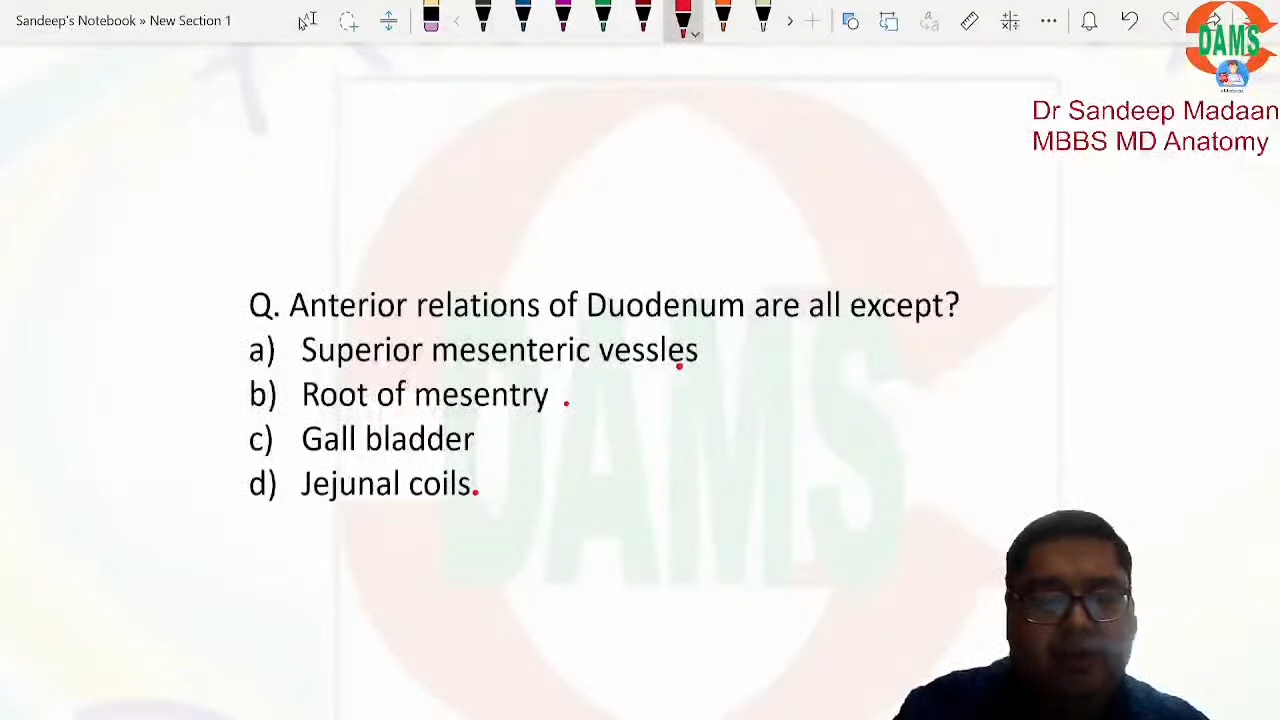 Sandeep's Notebook » New Section 1
DAMS
Dr Sandeep Madaan
MBBS MD Anatomy
Q. Anterior relations of Duodenum are all except?
a) Superior mesenteric vessles
b) Root of mesentry
c) Gall bladder
d) Jejunal coils
DAMS